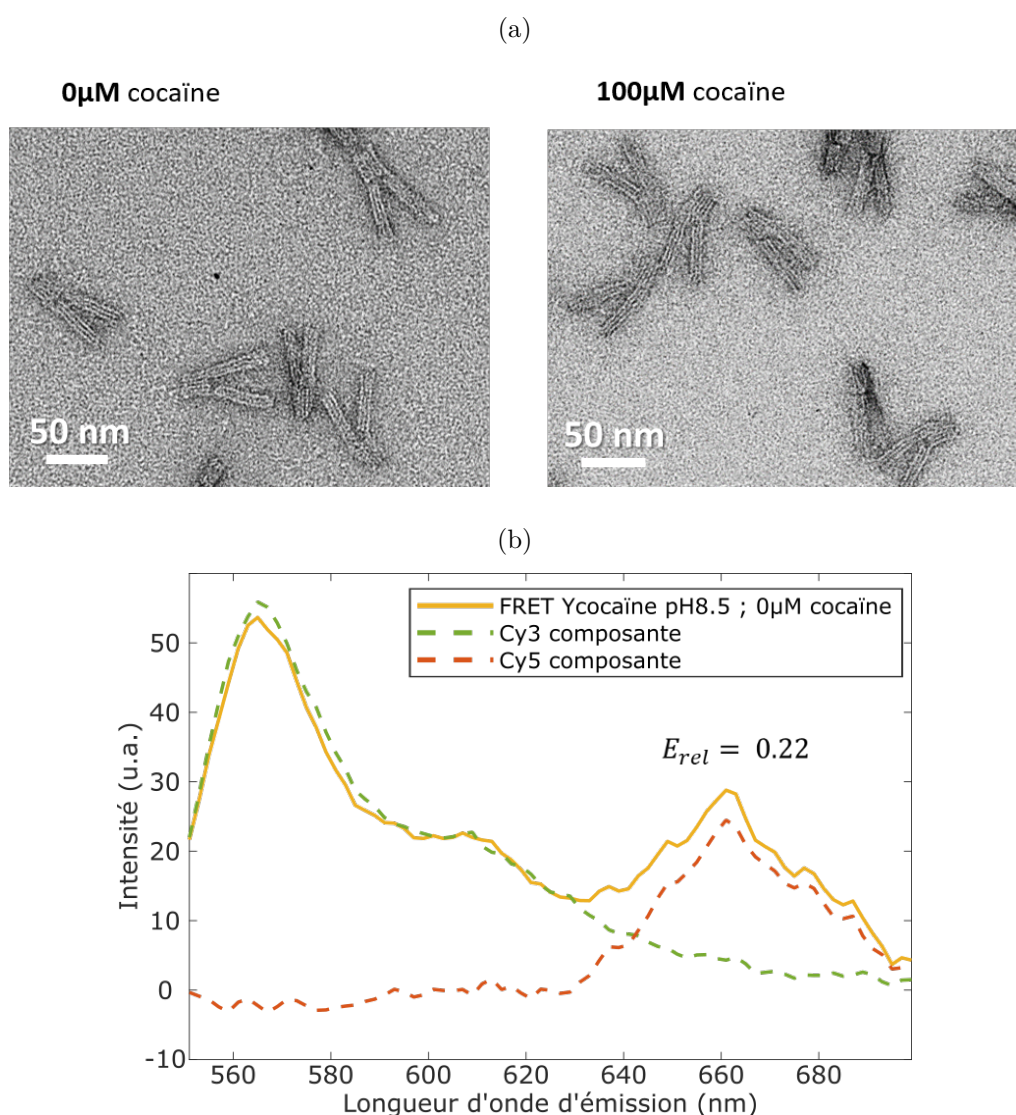 (a)
0µM cocaïne
100µM cocaïne
50 nm
50 nm
(b)
FRET Ycocaïne pH8.5 ; 0µM cocaïne
Cy3 composante
Cy5 composante
E_rel = 0.22
50
40
30
20
10
0
-10
560
580
600
620
640
660
680
Intensité (u.a.)
Longueur d'onde d'émission (nm)